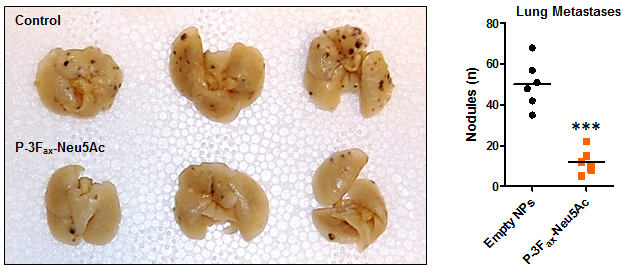 Control
P-3Fax-Neu5Ac
Lung Metastases
Nodules (n)
80
60
40
20
0
***
Empty NPs
P-3Fax-Neu5Ac